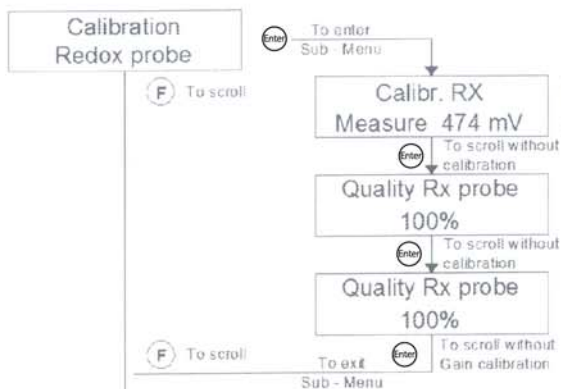 Calibration
Redox probe
Enter
To enter
Sub - Menu
F
To scroll
Calibr. RX
Measure 474 mV
Enter
To scroll without
calibration
Quality Rx probe
100%
Enter
To scroll without
calibration
Quality Rx probe
100%
F
To scroll
To exit
Sub - Menu
Enter
To scroll without
Gain calibration